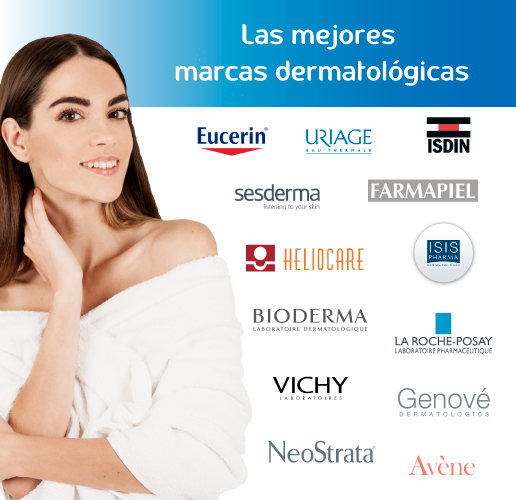 Las mejores
marcas dermatológicas
Eucerin®
URIAGE
EAU THERMALE
ISDIN
sesderma
listening to your skin
FARMAPIEL
HELIOCARE
ISIS
PHARMA
DERMATOLOGIE
BIODERMA
LABORATOIRE DERMATOLOGIQUE
LA ROCHE-POSAY
LABORATOIRE PHARMACEUTIQUE
VICHY
LABORATOIRES
Genové
DERMATOLOGICS
NeoStrata®
Avène